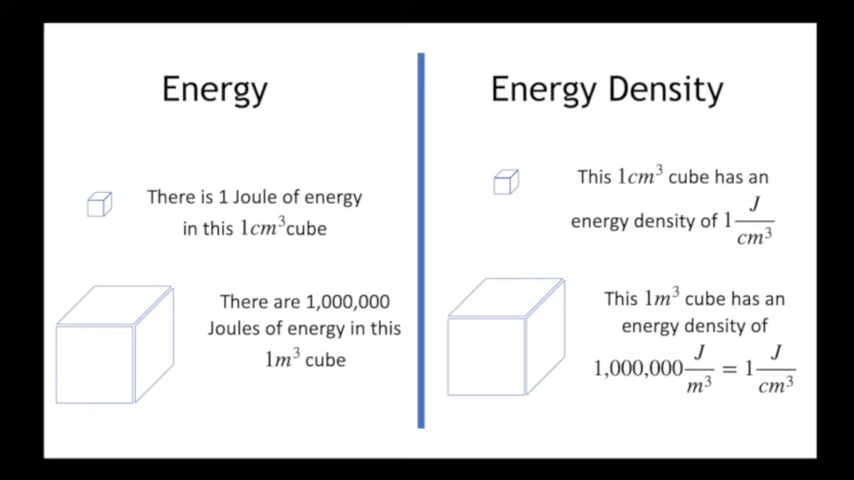 Energy
There is 1 Joule of energy
in this 1cm³ cube
There are 1,000,000
Joules of energy in this
1m³ cube
Energy Density
This 1cm³ cube has an
energy density of 1 J/cm³
This 1m³ cube has an
energy density of
1,000,000 J/m³ = 1 J/cm³